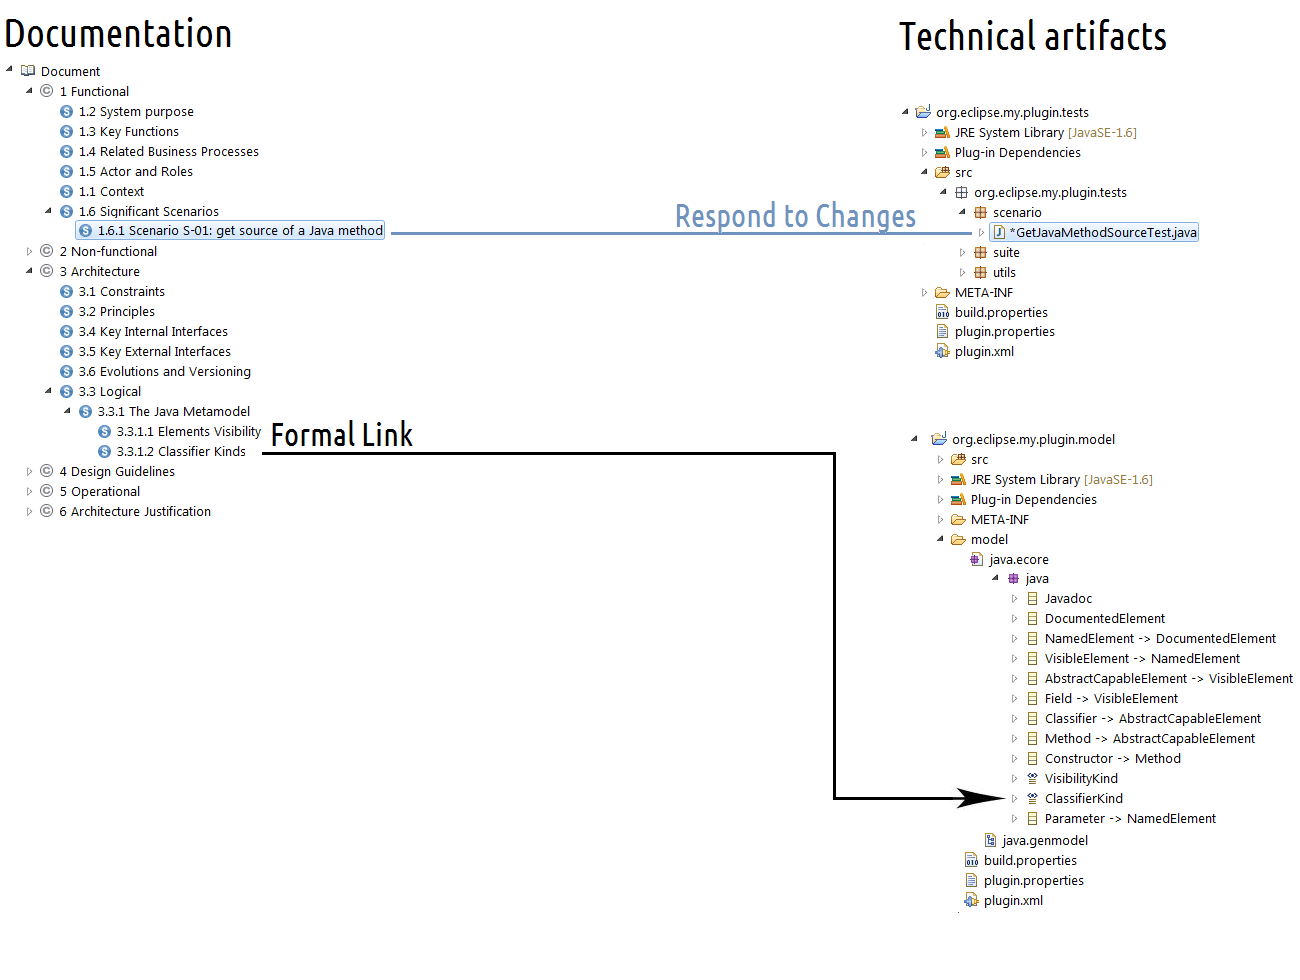 Documentation
Document
1 Functional
1.2 System purpose
1.3 Key Functions
1.4 Related Business Processes
1.5 Actor and Roles
1.1 Context
1.6 Significant Scenarios
1.6.1 Scenario S-01: get source of a Java method
2 Non-functional
3 Architecture
3.1 Constraints
3.2 Principles
3.4 Key Internal Interfaces
3.5 Key External Interfaces
3.6 Evolutions and Versioning
3.3 Logical
3.3.1 The Java Metamodel
3.3.1.1 Elements Visibility
3.3.1.2 Classifier Kinds
4 Design Guidelines
5 Operational
6 Architecture Justification
Respond to Changes
Formal Link
Technical artifacts
org.eclipse.my.plugin.tests
JRE System Library [JavaSE-1.6]
Plug-in Dependencies
src
org.eclipse.my.plugin.tests
scenario
*GetJavaMethodSourceTest.java
suite
utils
META-INF
build.properties
plugin.properties
plugin.xml
org.eclipse.my.plugin.model
src
JRE System Library [JavaSE-1.6]
Plug-in Dependencies
META-INF
model
java.ecore
java
Javadoc
DocumentedElement
NamedElement -> DocumentedElement
VisibleElement -> NamedElement
AbstractCapableElement -> VisibleElement
Field -> VisibleElement
Classifier -> AbstractCapableElement
Method -> AbstractCapableElement
Constructor -> Method
VisibilityKind
ClassifierKind
Parameter -> NamedElement
java.genmodel
build.properties
plugin.properties
plugin.xml